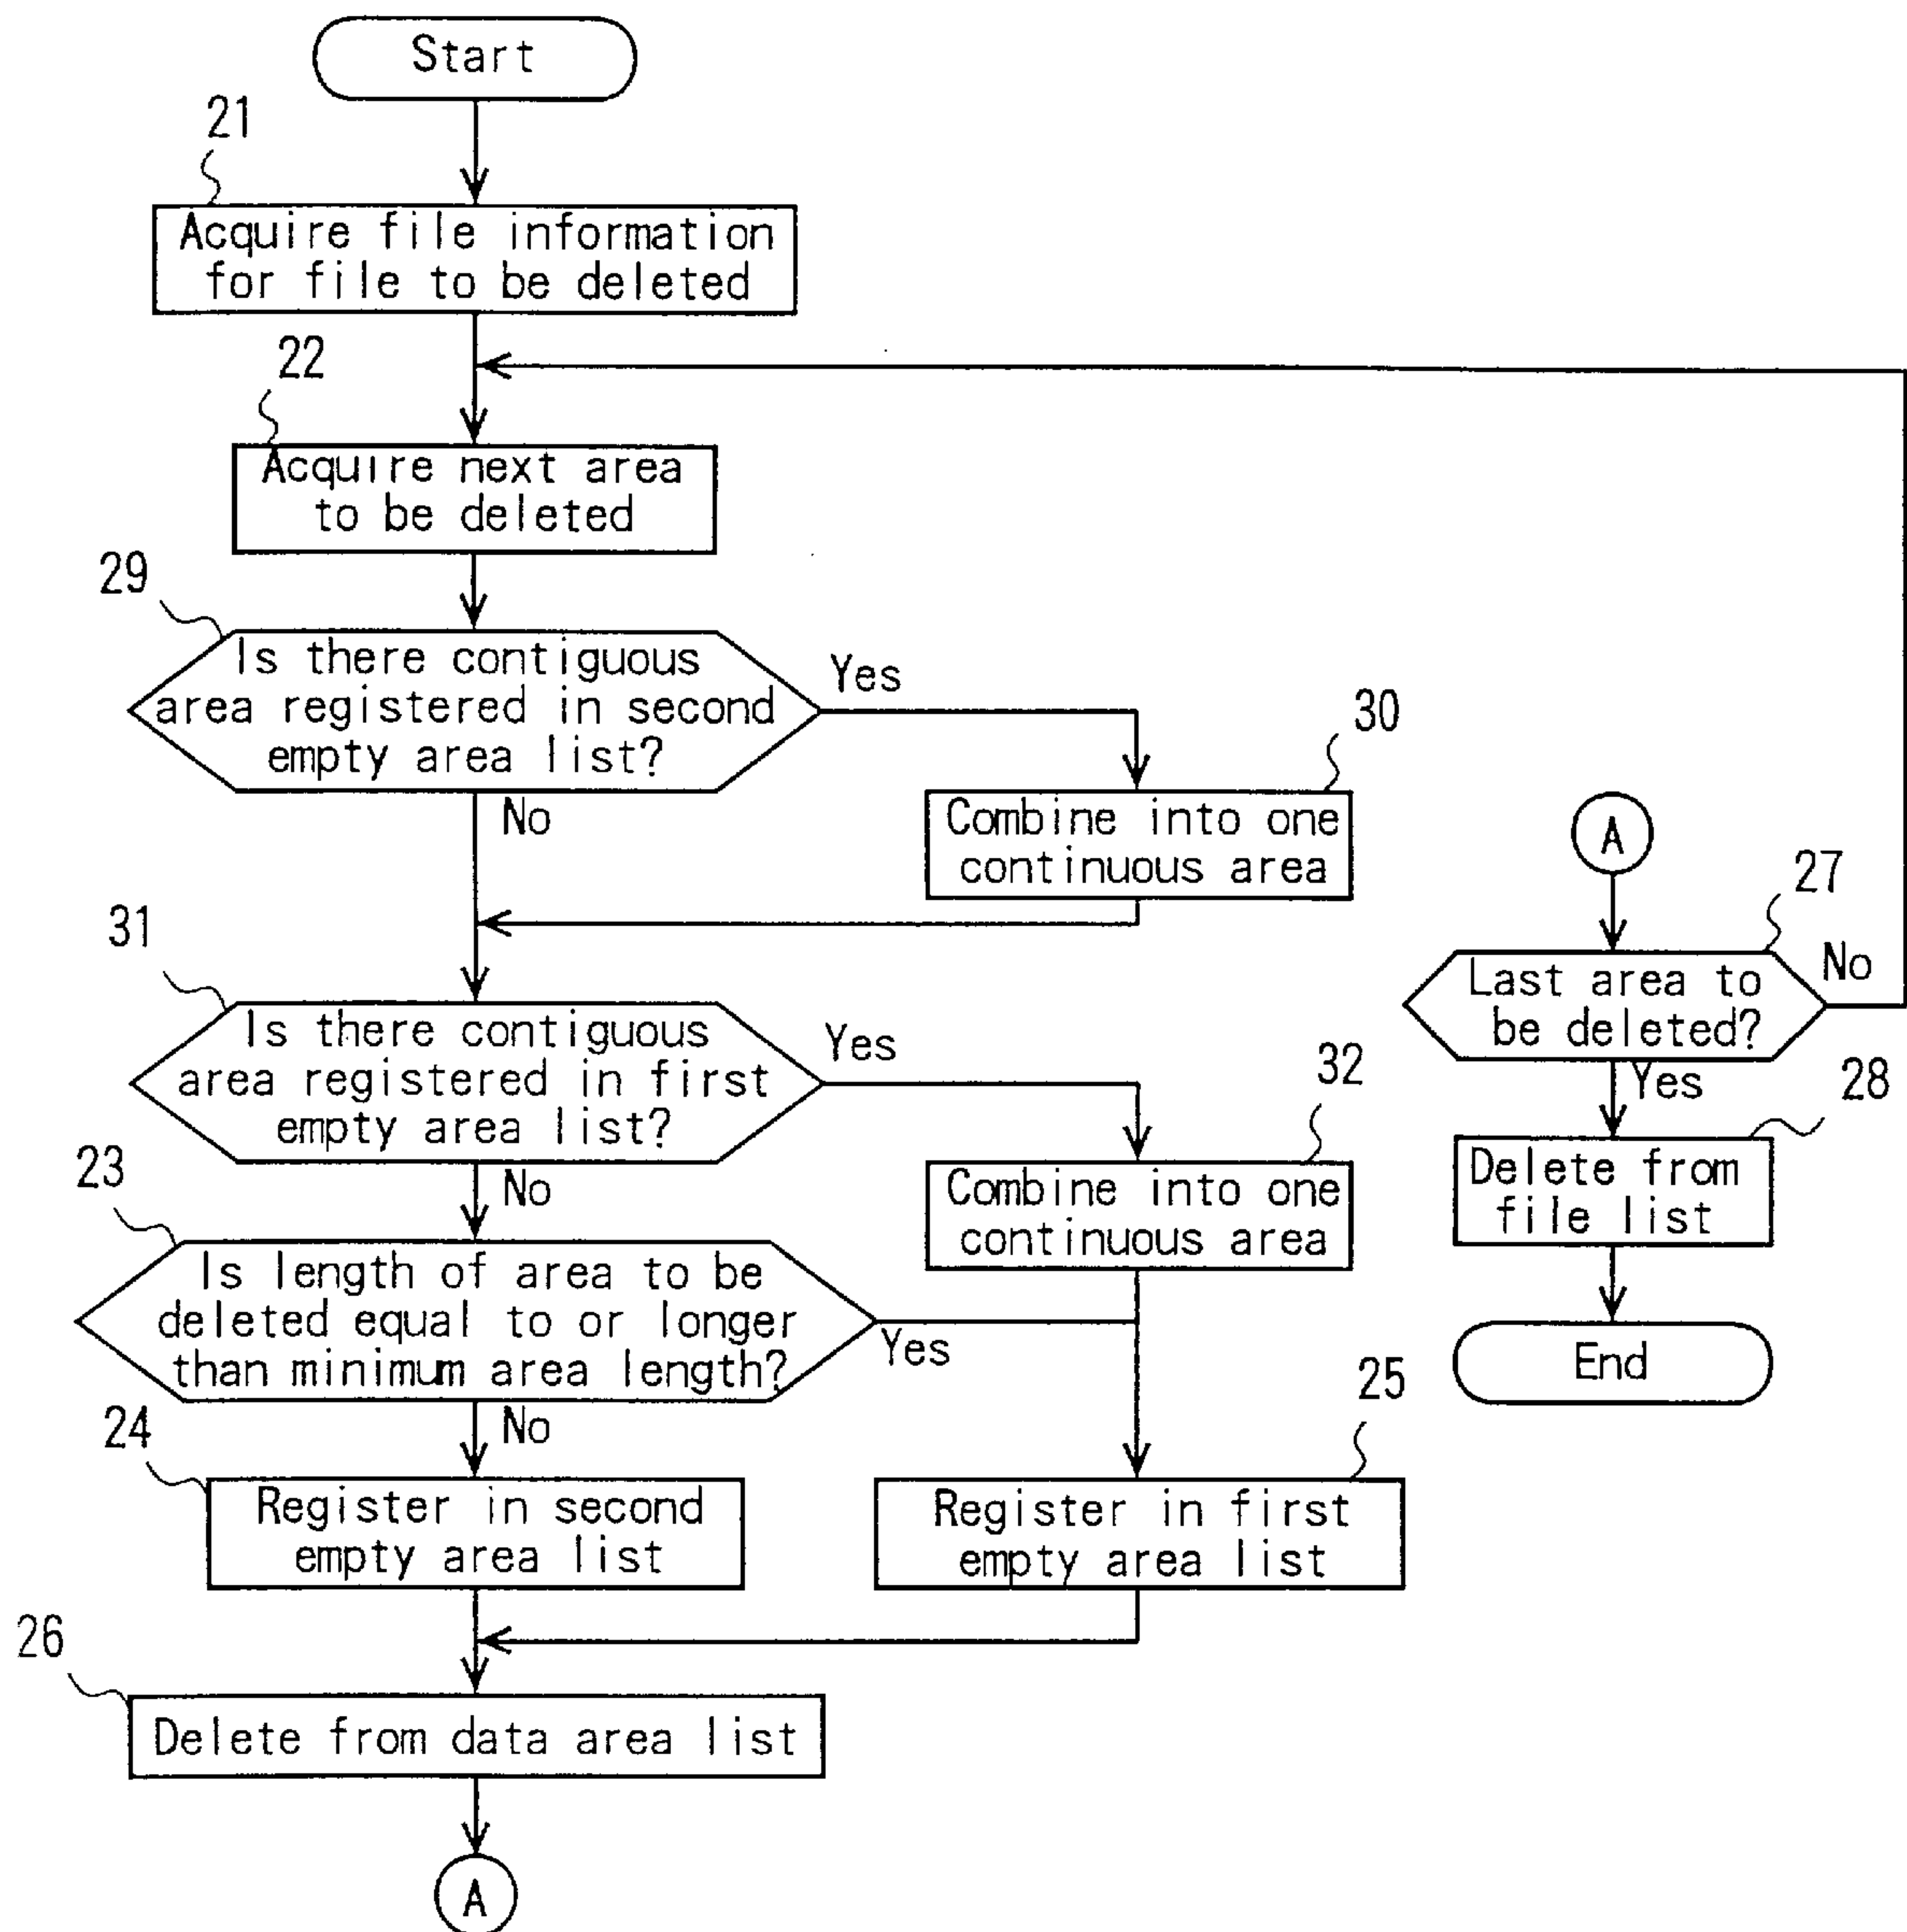 Start
21
Acquire file information
for file to be deleted
22
Acquire next area
to be deleted
29
Is there contiguous
area registered in second
empty area list?
Yes
No
30
Combine into one
continuous area
31
Is there contiguous
area registered in first
empty area list?
Yes
No
32
Combine into one
continuous area
23
Is length of area to be
deleted equal to or longer
than minimum area length?
Yes
No
24
Register in second
empty area list
25
Register in first
empty area list
26
Delete from data area list
A
A
27
Last area to
be deleted?
No
Yes
28
Delete from
file list
End